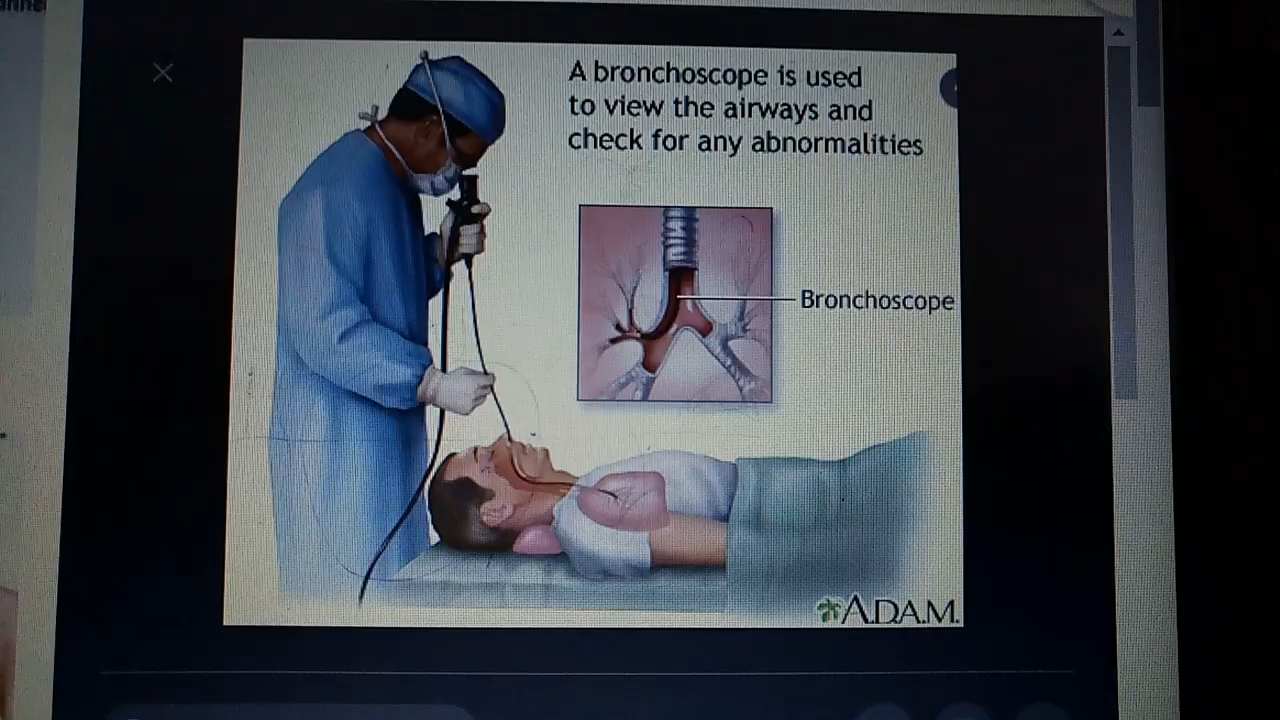 A bronchoscope is used
to view the airways and
check for any abnormalities
Bronchoscope
A.D.A.M.